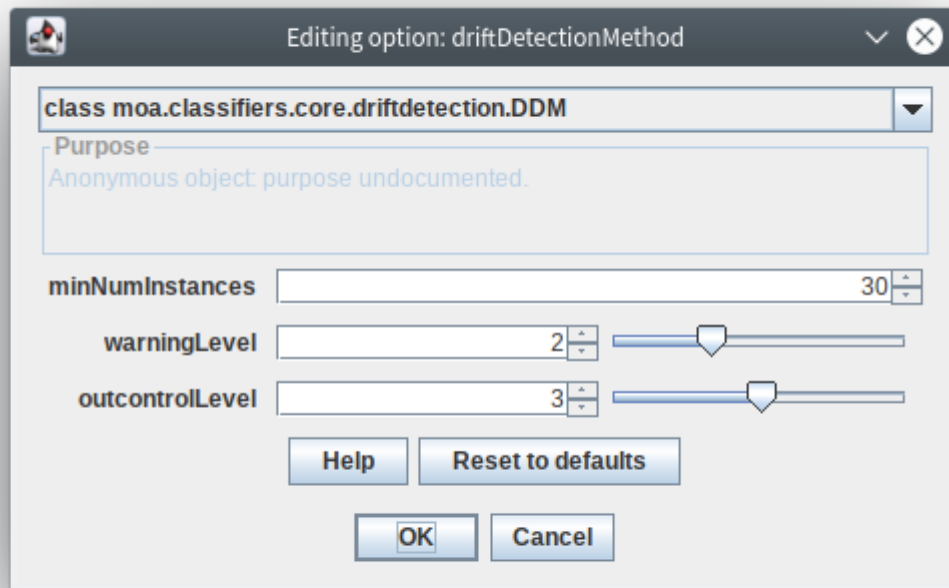 Editing option: driftDetectionMethod
class moa.classifiers.core.driftdetection.DDM
Purpose
Anonymous object: purpose undocumented.
minNumInstances 30
warningLevel 2
outcontrolLevel 3
Help Reset to defaults
OK Cancel